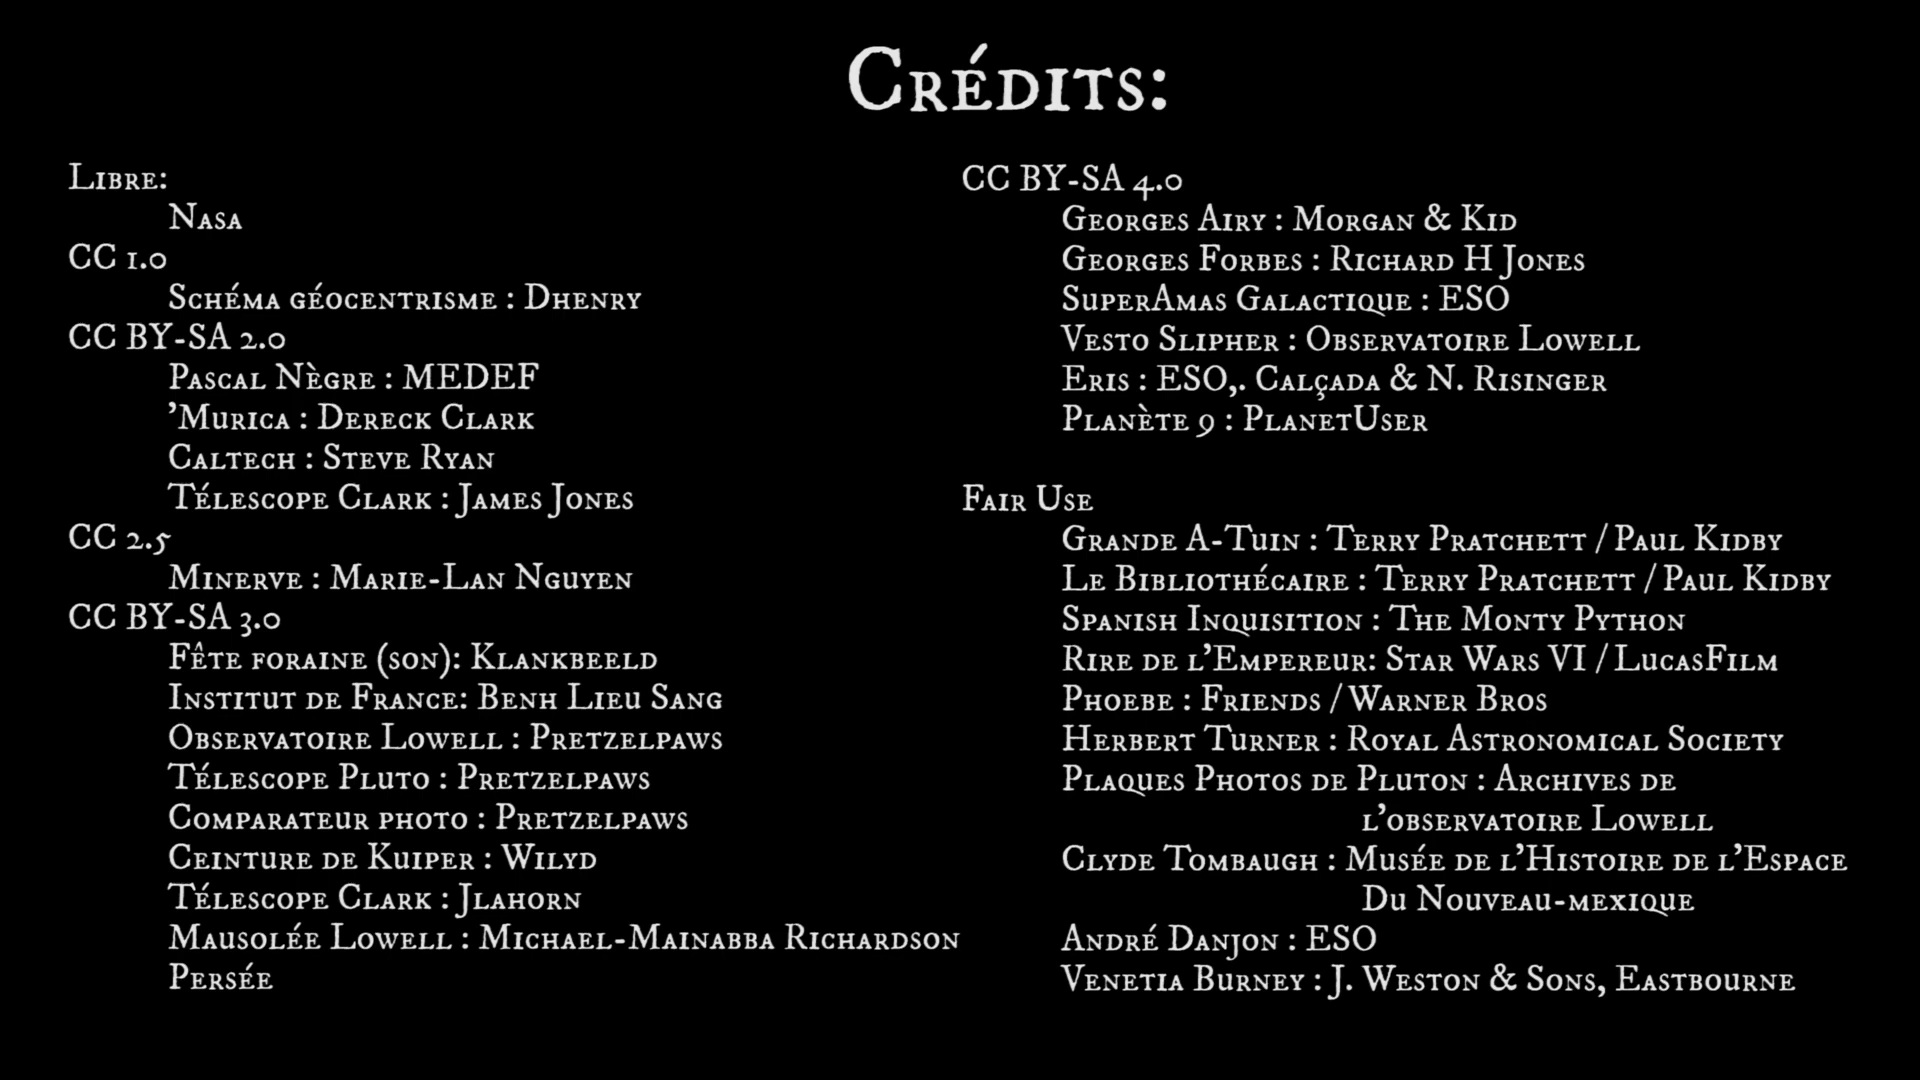 Crédits:
Libre:
Nasa
CC 1.0
Schéma géocentrisme : Dhenry
CC BY-SA 2.0
Pascal Nègre : MEDEF
’Murica : Dereck Clark
Caltech : Steve Ryan
Télescope Clark : James Jones
CC 2.5
Minerve : Marie-Lan Nguyen
CC BY-SA 3.0
Fête foraine (son): Klankbeeld
Institut de France: Benh Lieu Sang
Observatoire Lowell : Pretzelpaws
Télescope Pluto : Pretzelpaws
Comparateur photo : Pretzelpaws
Ceinture de Kuiper : Wilyd
Télescope Clark : Jlahorn
Mausolée Lowell : Michael-Mainabba Richardson
Persée
CC BY-SA 4.0
Georges Airy : Morgan & Kid
Georges Forbes : Richard H Jones
SuperAmas Galactique : ESO
Vesto Slipher : Observatoire Lowell
Eris : ESO,. Calçada & N. Risinger
Planète 9 : PlanetUser
Fair Use
Grande A-Tuin : Terry Pratchett / Paul Kidby
Le Bibliothécaire : Terry Pratchett / Paul Kidby
Spanish Inquisition : The Monty Python
Rire de l’Empereur: Star Wars VI / LucasFilm
Phoebe : Friends / Warner Bros
Herbert Turner : Royal Astronomical Society
Plaques Photos de Pluton : Archives de
l’observatoire Lowell
Clyde Tombaugh : Musée de l’Histoire de l’Espace
Du Nouveau-mexique
André Danjon : ESO
Venetia Burney : J. Weston & Sons, Eastbourne